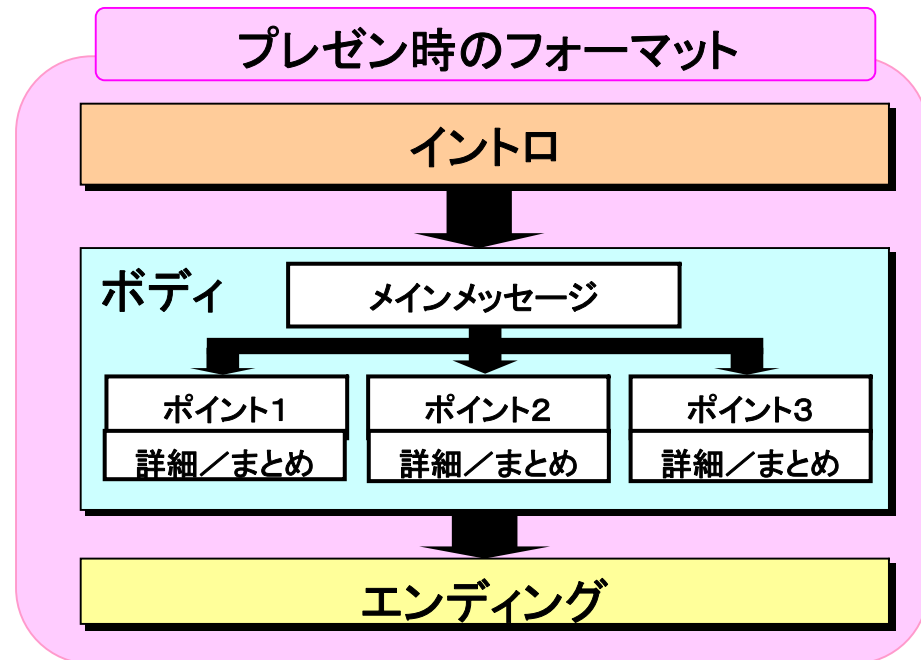 プレゼン時のフォーマット
イントロ
ボディ
メインメッセージ
ポイント１
詳細／まとめ
ポイント２
詳細／まとめ
ポイント３
詳細／まとめ
エンディング